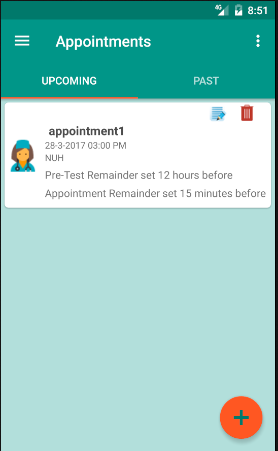 4G 8:51
Appointments
UPCOMING PAST
appointment1
28-3-2017 03:00 PM
NUH
Pre-Test Remainder set 12 hours before
Appointment Remainder set 15 minutes before